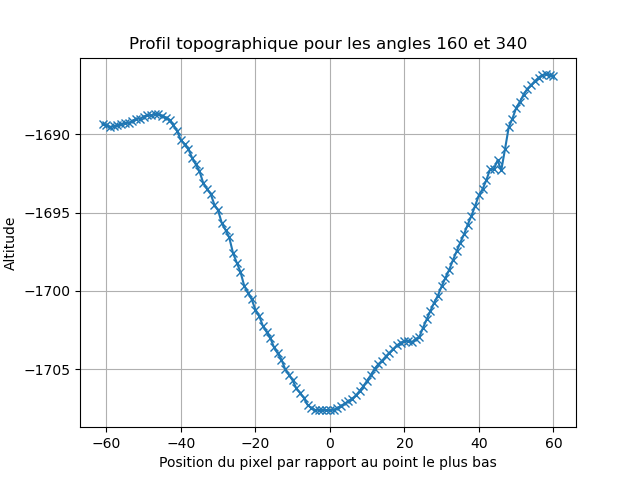 Profil topographique pour les angles 160 et 340
Altitude
−1690
−1695
−1700
−1705
−60 −40 −20 0 20 40 60
Position du pixel par rapport au point le plus bas